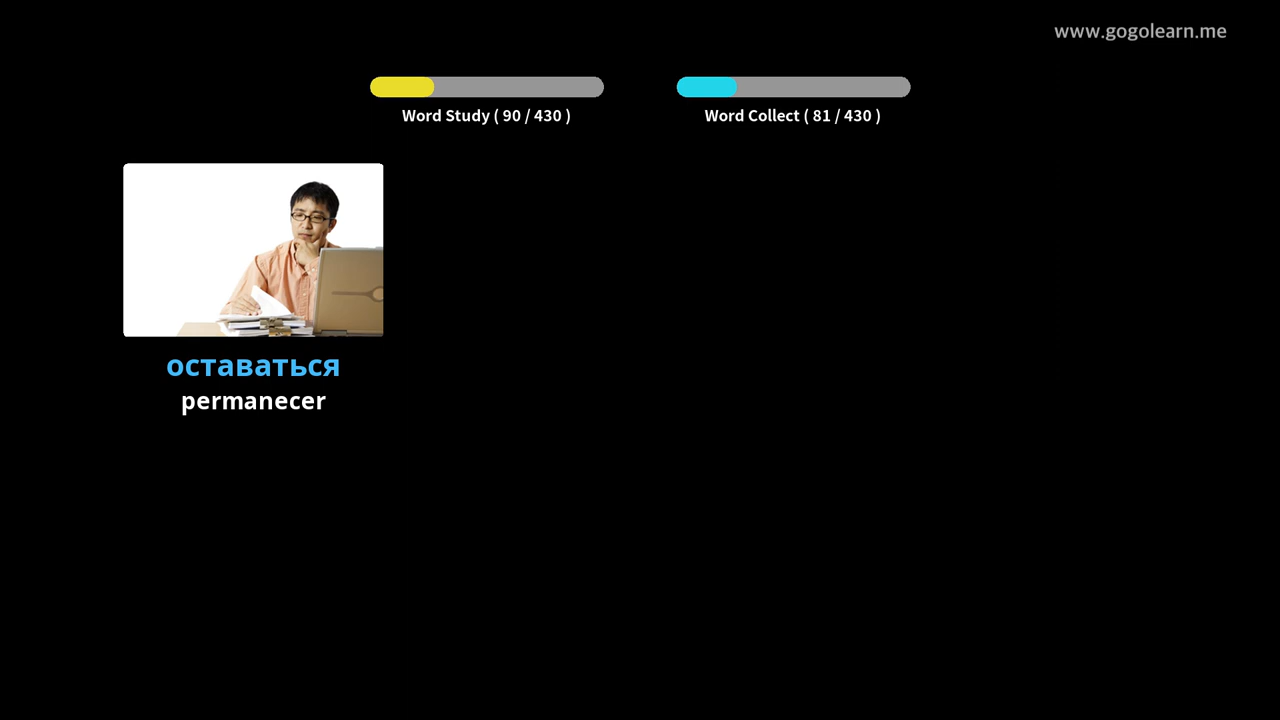 www.gogolearn.me
Word Study ( 90 / 430 )
Word Collect ( 81 / 430 )
оставаться
permanecer